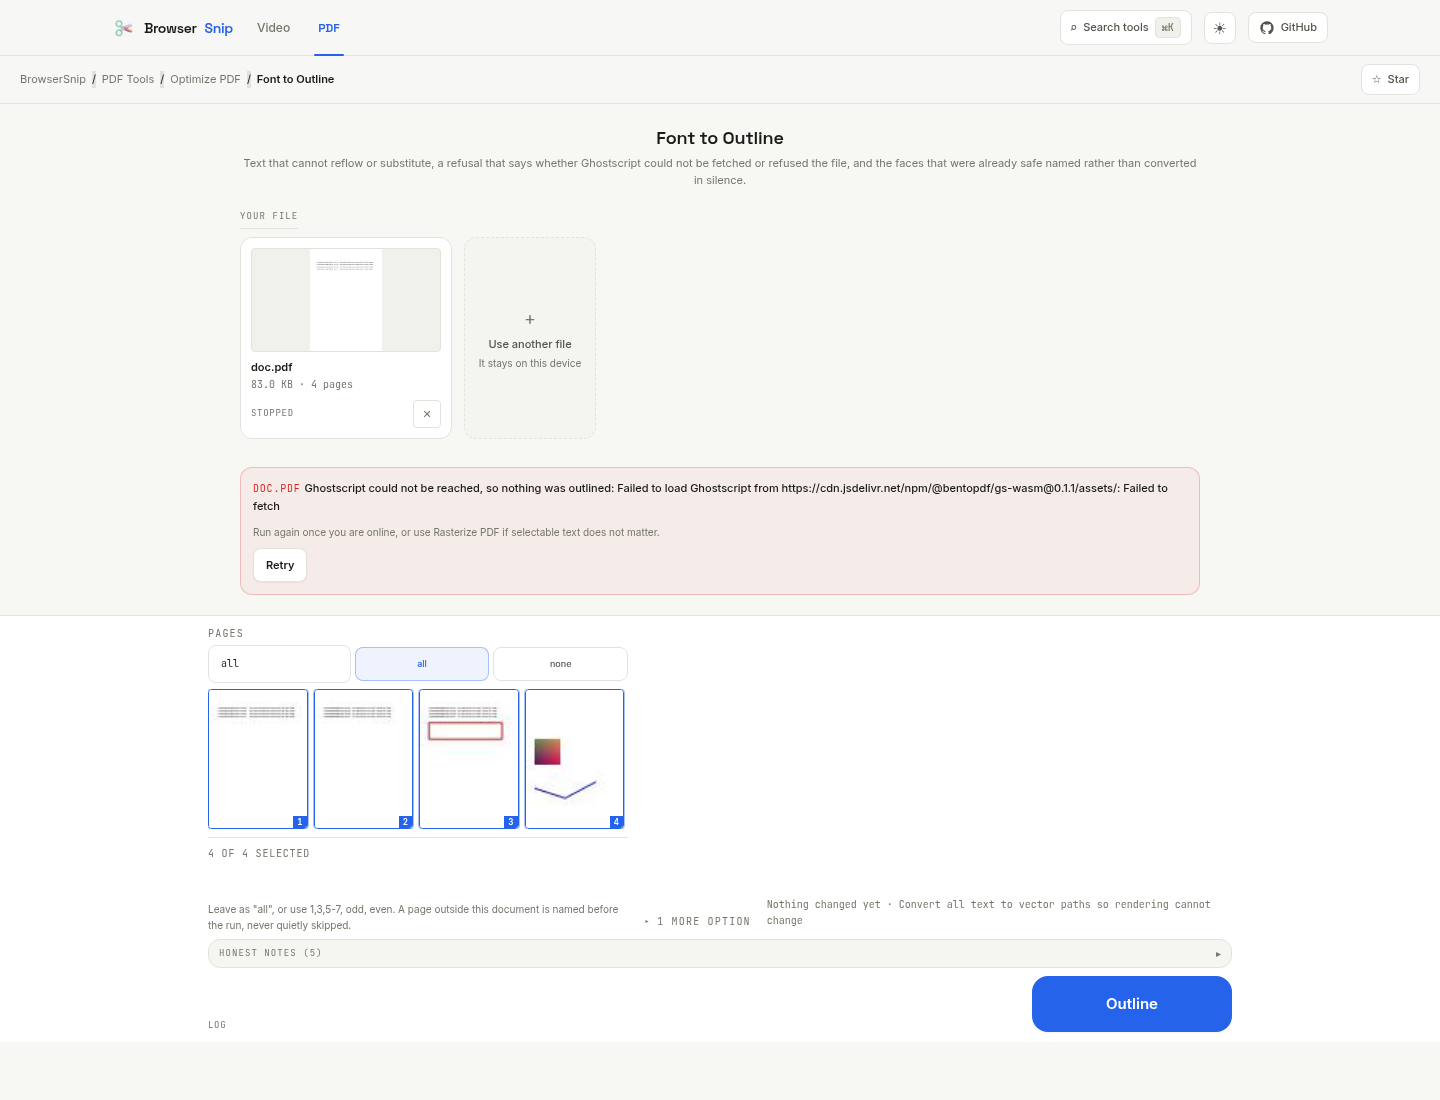 Browser Snip Video PDF Search tools ⌘K GitHub
BrowserSnip / PDF Tools / Optimize PDF / Font to Outline Star
Font to Outline
Text that cannot reflow or substitute, a refusal that says whether Ghostscript could not be fetched or refused the file, and the faces that were already safe named rather than converted
in silence.
YOUR FILE
+
Use another file
It stays on this device
doc.pdf
83.0 KB · 4 pages
STOPPED ×
DOC.PDF Ghostscript could not be reached, so nothing was outlined: Failed to load Ghostscript from https://cdn.jsdelivr.net/npm/@bentopdf/gs-wasm@0.1.1/assets/: Failed to
fetch
Run again once you are online, or use Rasterize PDF if selectable text does not matter.
Retry
PAGES
all all none
1 2 3 4
4 OF 4 SELECTED
Leave as "all", or use 1,3,5-7, odd, even. A page outside this document is named before
the run, never quietly skipped.
1 MORE OPTION
Nothing changed yet · Convert all text to vector paths so rendering cannot
change
HONEST NOTES (5)
Outline
LOG